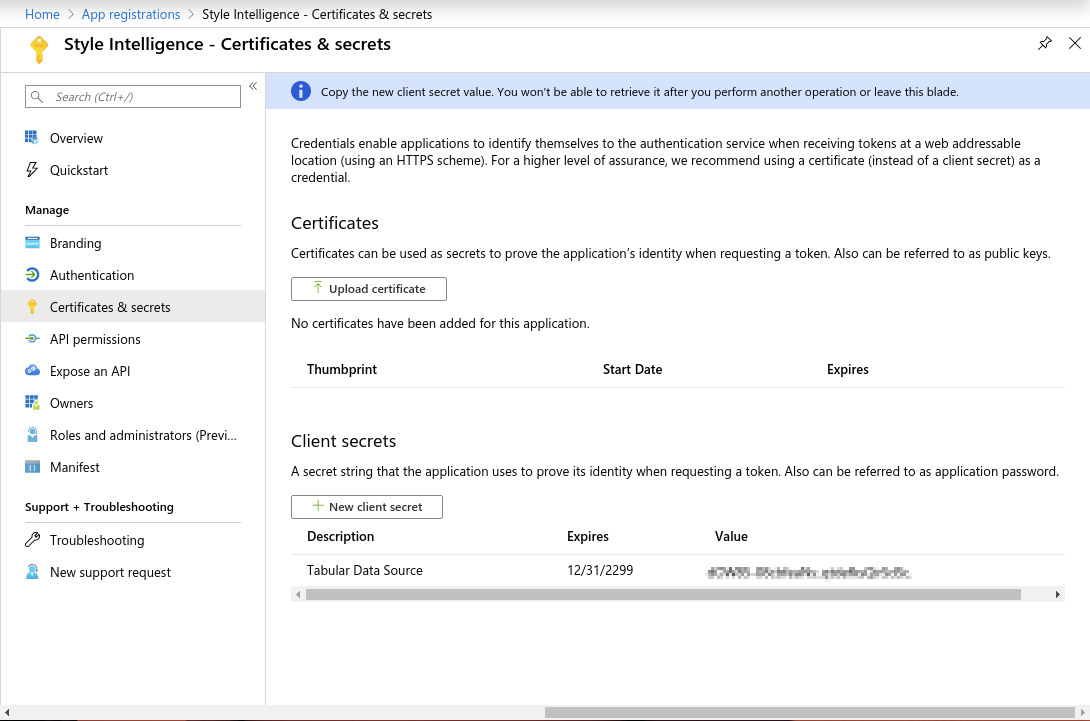 Home > App registrations > Style Intelligence - Certificates & secrets
Style Intelligence - Certificates & secrets
Search (Ctrl+/)
Overview
Quickstart
Manage
Branding
Authentication
Certificates & secrets
API permissions
Expose an API
Owners
Roles and administrators (Previ...
Manifest
Support + Troubleshooting
Troubleshooting
New support request
Copy the new client secret value. You won't be able to retrieve it after you perform another operation or leave this blade.
Credentials enable applications to identify themselves to the authentication service when receiving tokens at a web addressable
location (using an HTTPS scheme). For a higher level of assurance, we recommend using a certificate (instead of a client secret) as a
credential.
Certificates
Certificates can be used as secrets to prove the application's identity when requesting a token. Also can be referred to as public keys.
Upload certificate
No certificates have been added for this application.
Thumbprint Start Date Expires
Client secrets
A secret string that the application uses to prove its identity when requesting a token. Also can be referred to as application password.
New client secret
Description Expires Value
Tabular Data Source 12/31/2299